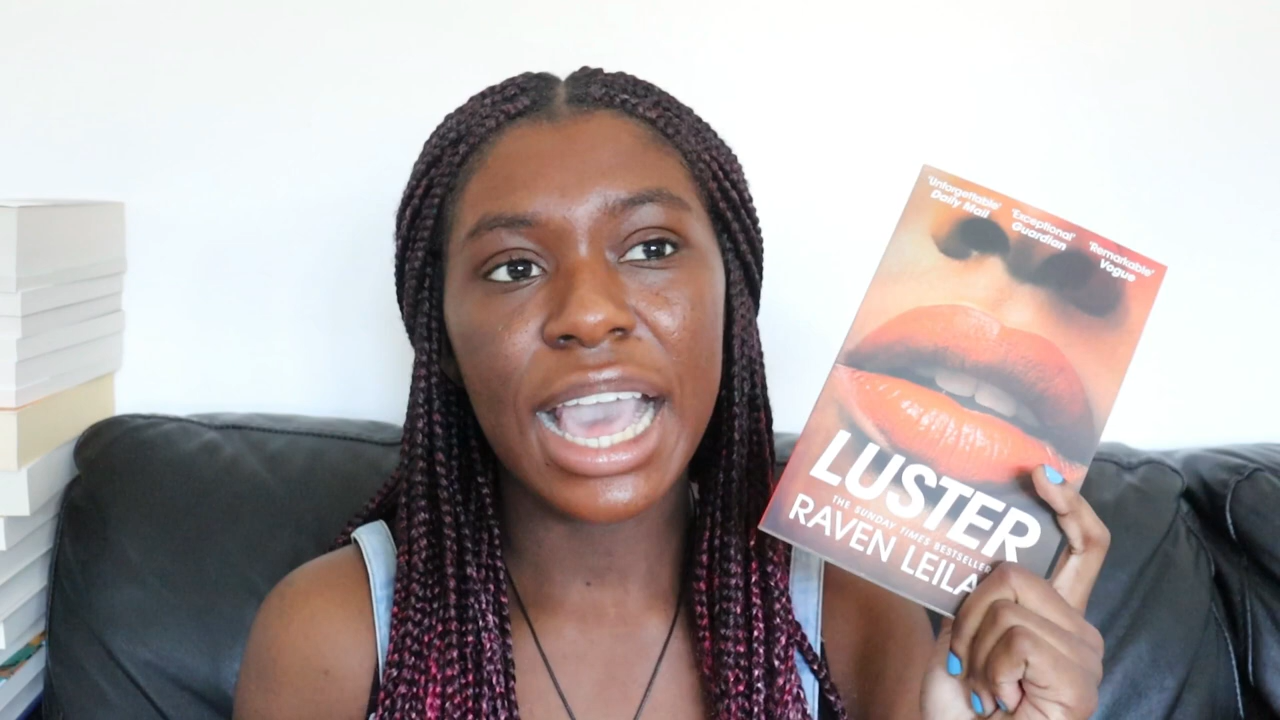 'Unforgettable'
Daily Mail
'Exceptional'
Guardian
'Remarkable'
Vogue
LUSTER
THE SUNDAY TIMES BESTSELLER
RAVEN LEILA